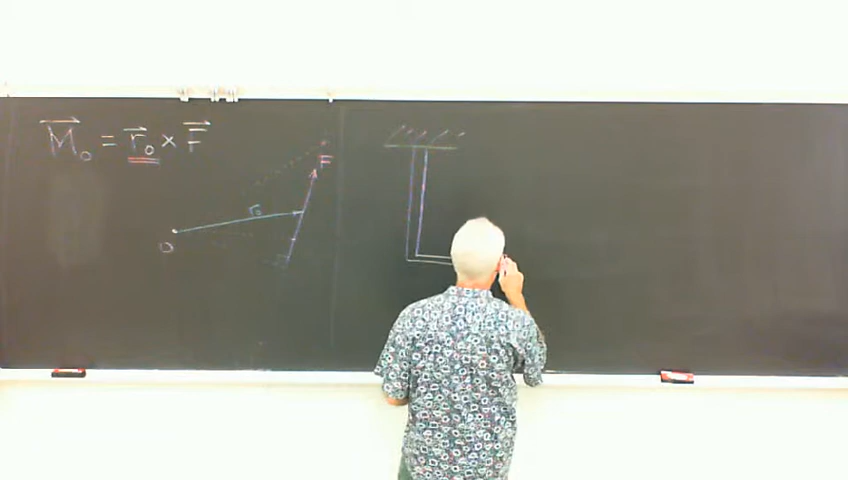 M₀ = r₀ × F
F
r₀
O